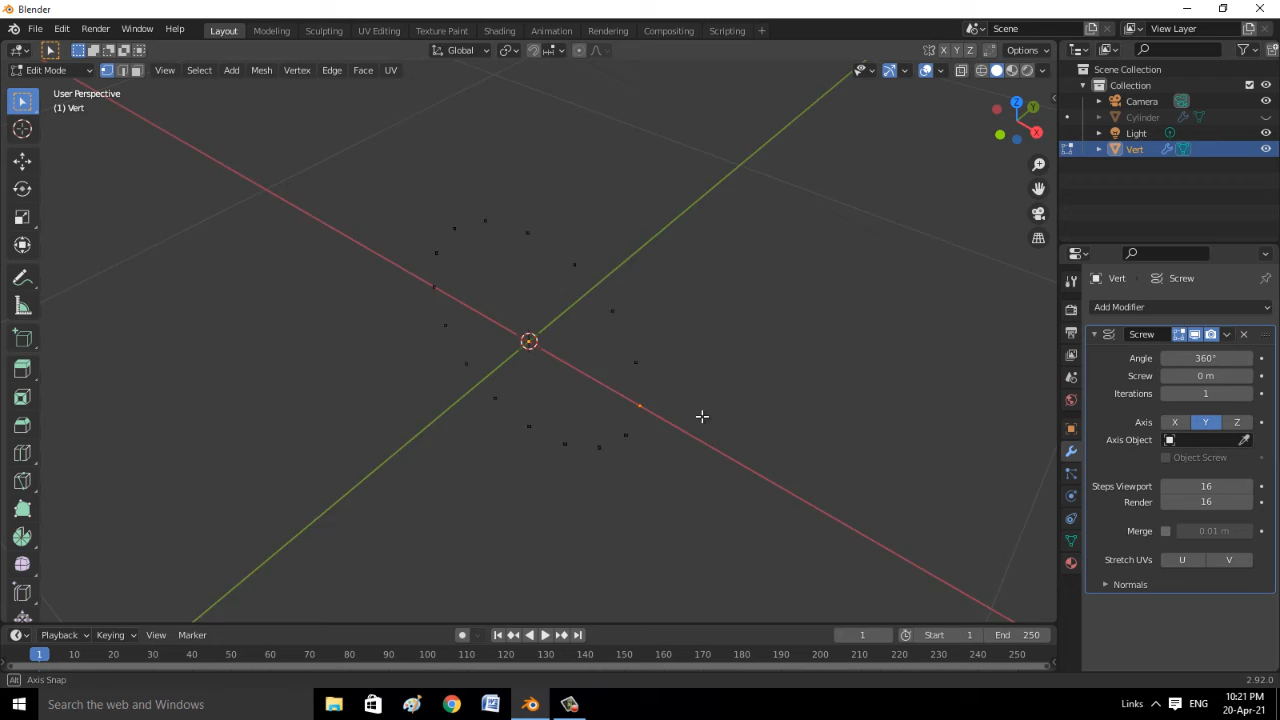 Blender
File Edit Render Window Help
Layout Modeling Sculpting UV Editing Texture Paint Shading Animation Rendering Compositing Scripting +
Scene
View Layer
Global
X Y Z
Options
Edit Mode
View Select Add Mesh Vertex Edge Face UV
User Perspective
(1) Vert
Z
Y
X
Scene Collection
Collection
Camera
Cylinder
Light
Vert
Vert > Screw
Add Modifier
Screw
Angle 360°
Screw 0 m
Iterations 1
Axis X Y Z
Axis Object
Object Screw
Steps Viewport 16
Render 16
Merge 0.01 m
Stretch UVs U V
Normals
Playback Keying View Marker
1
Start 1
End 250
1 10 20 30 40 50 60 70 80 90 100 110 120 130 140 150 160 170 180 190 200 210 220 230 240 250
Alt Axis Snap
2.92.0
Search the web and Windows
Links
ENG
10:21 PM
20-Apr-21